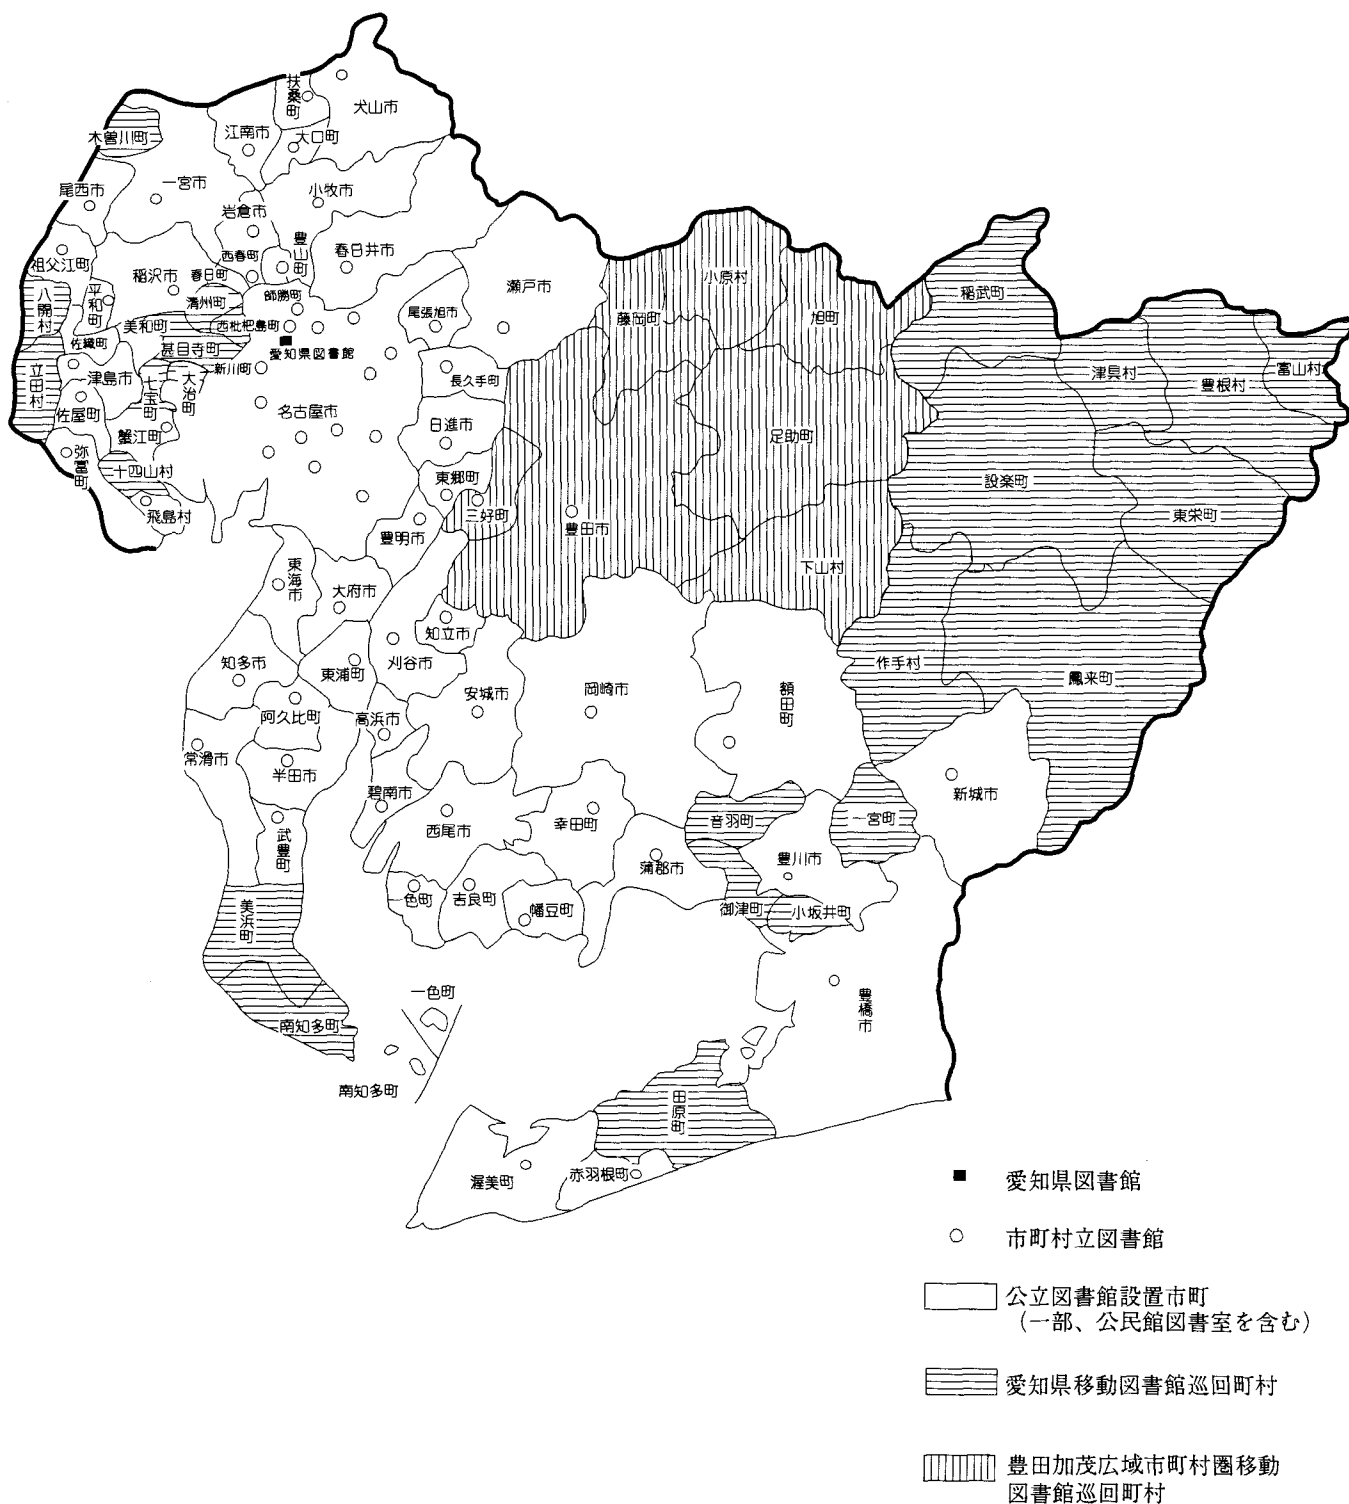 扶桑町
犬山市
木曽川町
江南市
大口町
尾西市
一宮市
小牧市
岩倉市
豊山町
西春町
春日井市
祖父江町
稲沢市
春日町
師勝町
瀬戸市
小原村
稲武町
八開村
平和町
清州町
藤岡町
旭町
美和町
西枇杷島町
尾張旭市
佐織町
甚目寺町
愛知県図書館
津具村
豊根村
富山村
立田村
津島市
七宝町
大治町
新川町
長久手町
佐屋町
蟹江町
名古屋市
日進市
足助町
弥富町
十四山村
東郷町
設楽町
飛島村
三好町
豊田市
東栄町
豊明市
下山村
東海市
大府市
知立市
知多市
東浦町
刈谷市
作手村
鳳来町
安城市
岡崎市
額田町
阿久比町
高浜市
常滑市
半田市
碧南市
新城市
武豊町
西尾市
幸田町
音羽町
一宮町
蒲郡市
豊川市
美浜町
一色町
吉良町
幡豆町
御津町
小坂井町
南知多町
一色町
豊橋市
南知多町
田原町
渥美町
赤羽根町
愛知県図書館
市町村立図書館
公立図書館設置市町
(一部、公民館図書室を含む)
愛知県移動図書館巡回町村
豊田加茂広域市町村圏移動
図書館巡回町村